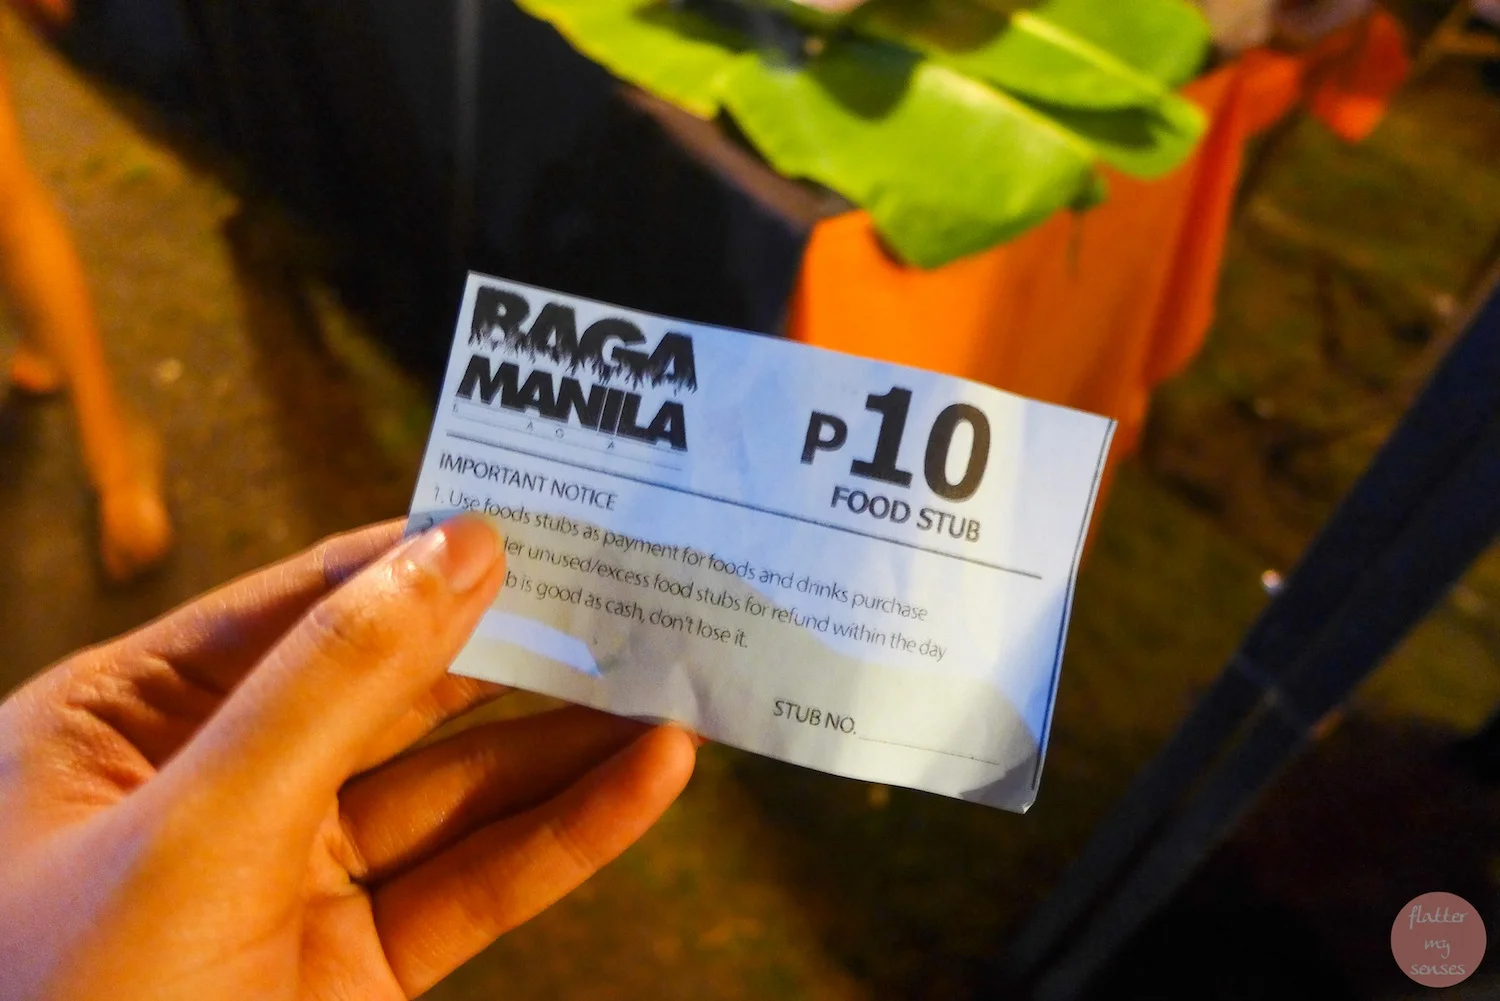 RAGA
MANILA
P10
FOOD STUB
IMPORTANT NOTICE
1. Use foods stubs as payment for foods and drinks purchase
unused/excess food stubs for refund within the day
is good as cash, don't lose it.
STUB NO.
flatter
my
senses